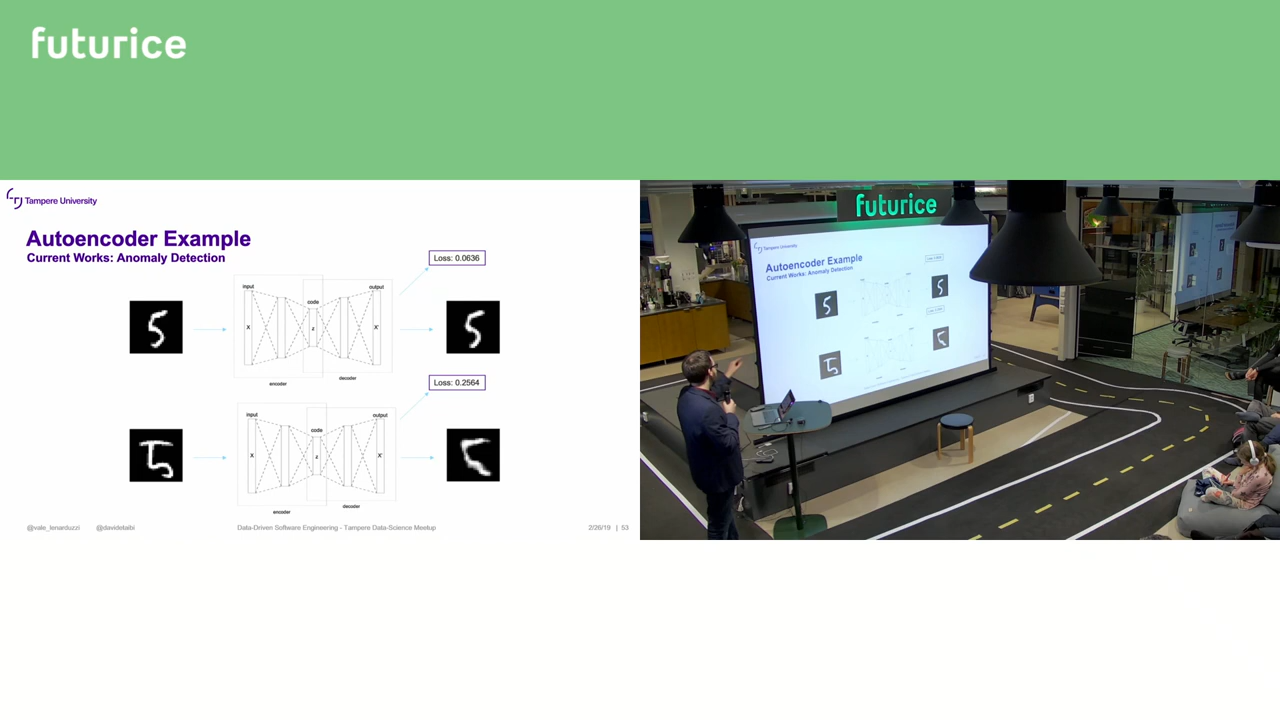 futurice
Tampere University
Autoencoder Example
Current Works: Anomaly Detection
Loss: 0.0636
input
code
output
X
z
X'
encoder
decoder
Loss: 0.2564
input
code
output
X
z
X'
encoder
decoder
@vale_lenarduzzi @davidetaibi
Data-Driven Software Engineering - Tampere Data-Science Meetup
2/26/19 | 53
futurice
Tampere University
Autoencoder Example
Current Works: Anomaly Detection